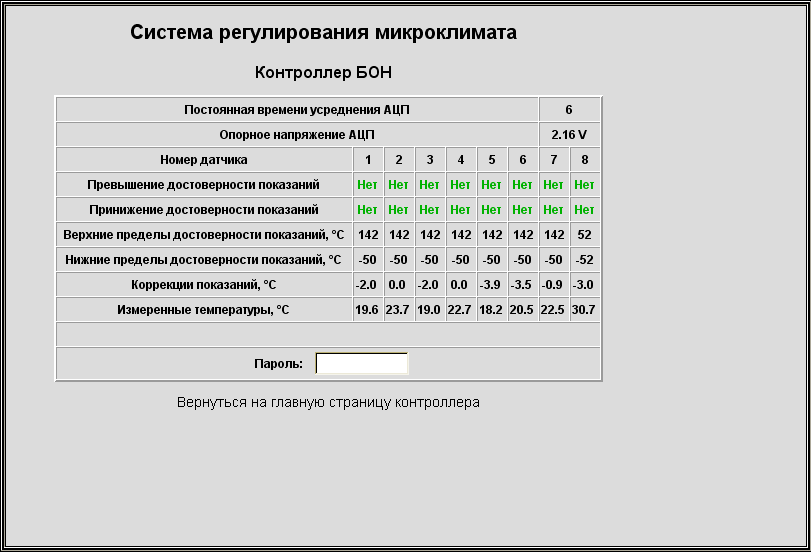 Система регулирования микроклимата
Контроллер БОН
Постоянная времени усреднения АЦП 6
Опорное напряжение АЦП 2.16 V
Номер датчика 1 2 3 4 5 6 7 8
Превышение достоверности показаний Нет Нет Нет Нет Нет Нет Нет Нет
Принижение достоверности показаний Нет Нет Нет Нет Нет Нет Нет Нет
Верхние пределы достоверности показаний, °C 142 142 142 142 142 142 142 52
Нижние пределы достоверности показаний, °C -50 -50 -50 -50 -50 -50 -50 -52
Коррекции показаний, °C -2.0 0.0 -2.0 0.0 -3.9 -3.5 -0.9 -3.0
Измеренные температуры, °C 19.6 23.7 19.0 22.7 18.2 20.5 22.5 30.7
Пароль:
Вернуться на главную страницу контроллера